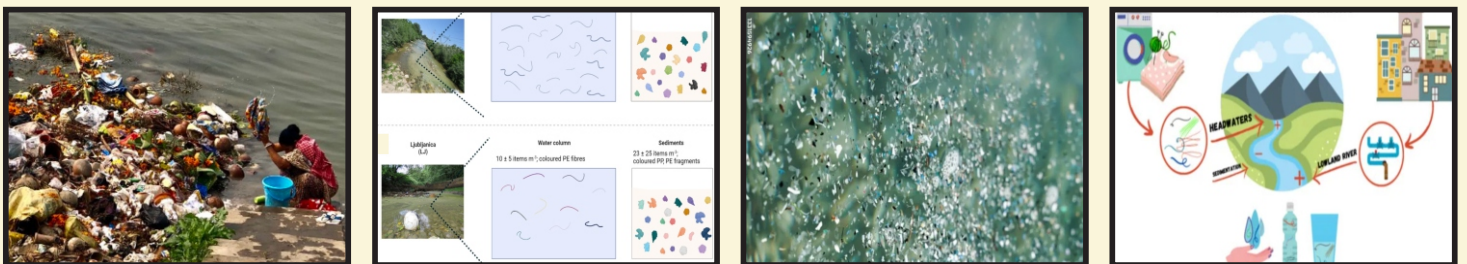 Ljubljanica
(LJ)
Water column
10 ± 5 items m⁻³; coloured PE fibres
Sediments
23 ± 25 items m⁻³;
coloured PP, PE fragments
HEADWATERS
SEDIMENTATION
LOWLAND RIVER